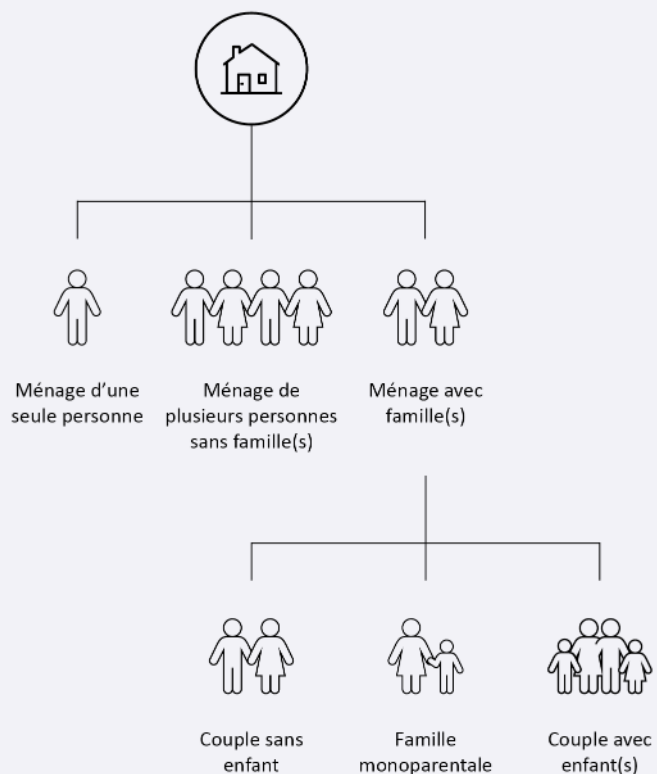 Ménage d’une
seule personne
Ménage de
plusieurs personnes
sans famille(s)
Ménage avec
famille(s)
Couple sans
enfant
Famille
monoparentale
Couple avec
enfant(s)